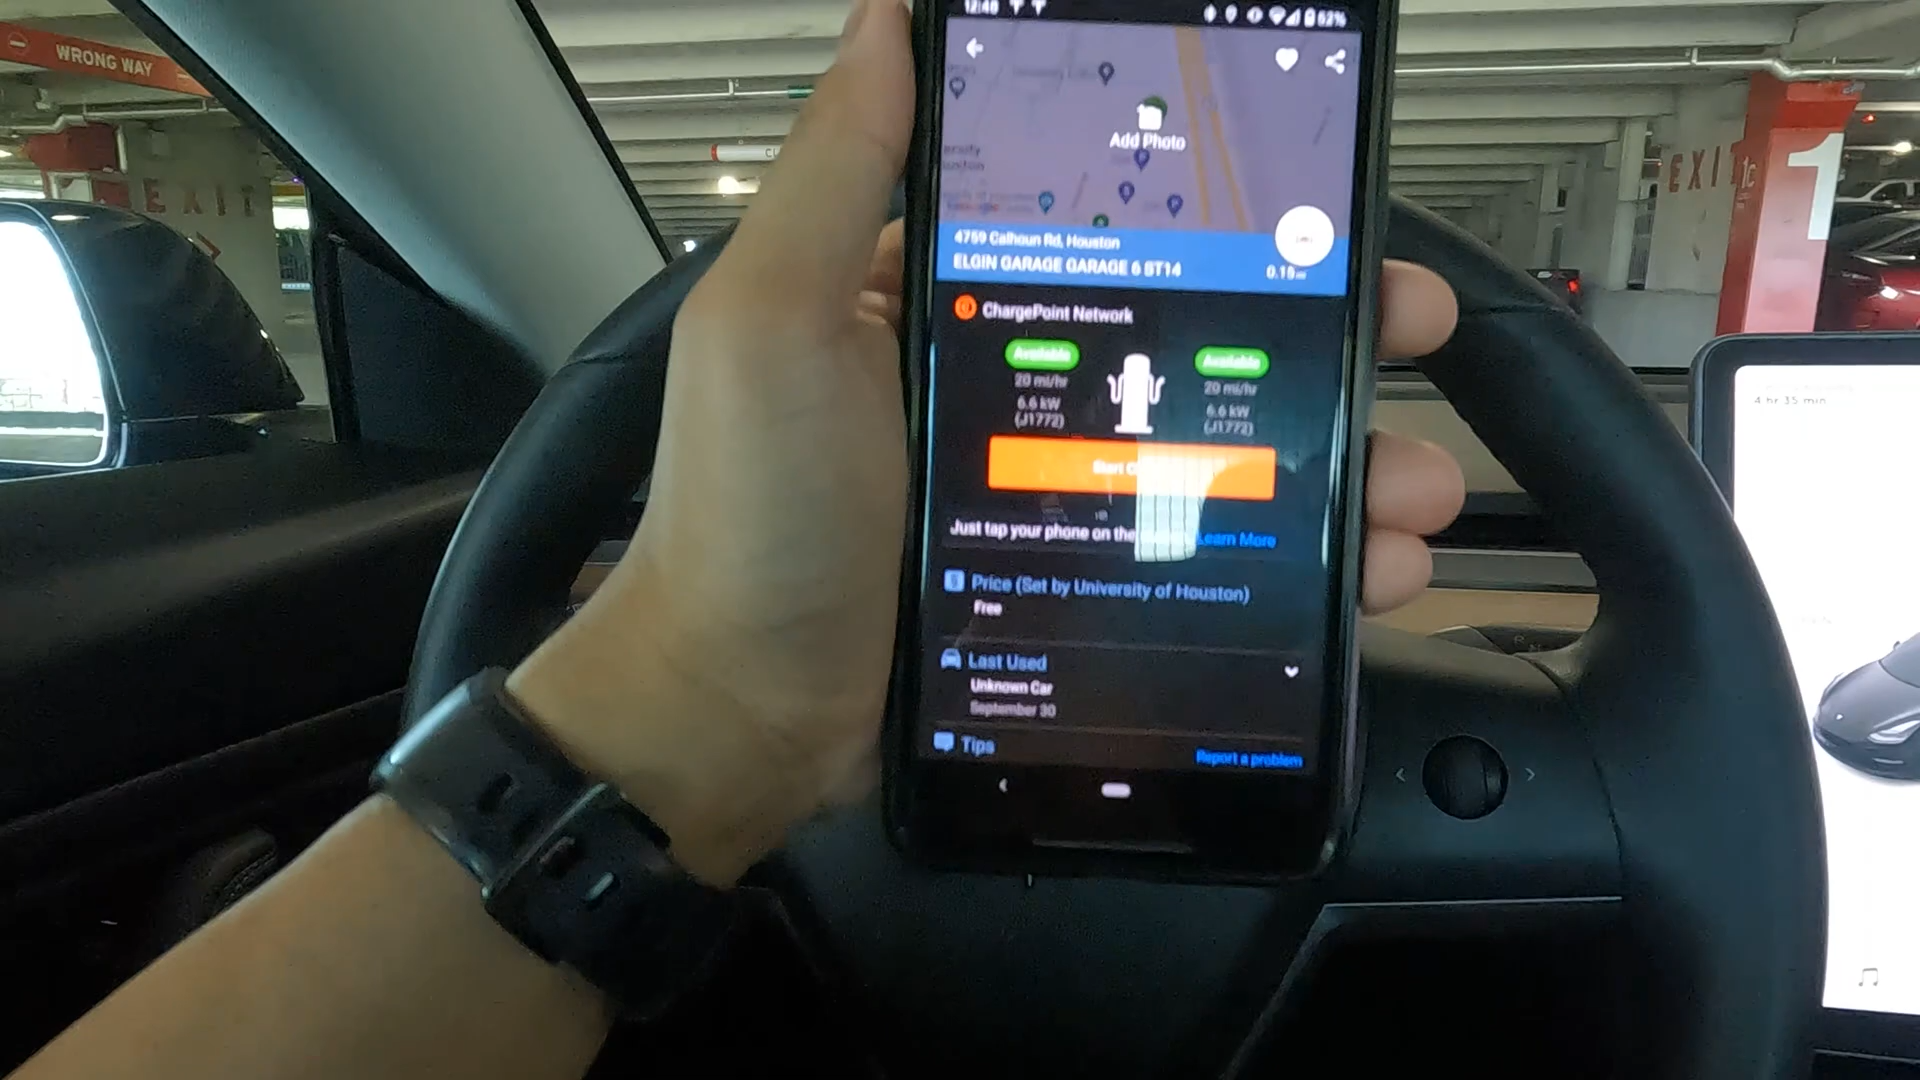 WRONG WAY
EXIT
12:48
62%
Add Photo
4759 Calhoun Rd, Houston
ELGIN GARAGE GARAGE 6 ST14
0.19
ChargePoint Network
Available
Available
20 mi/hr
20 mi/hr
6.6 kW
6.6 kW
(J1772)
(J1772)
Start
Just tap your phone on the
Learn More
Price (Set by University of Houston)
Free
Last Used
Unknown Car
September 30
Tips
Report a problem
EXIT
1C
1
4 hr 35 min